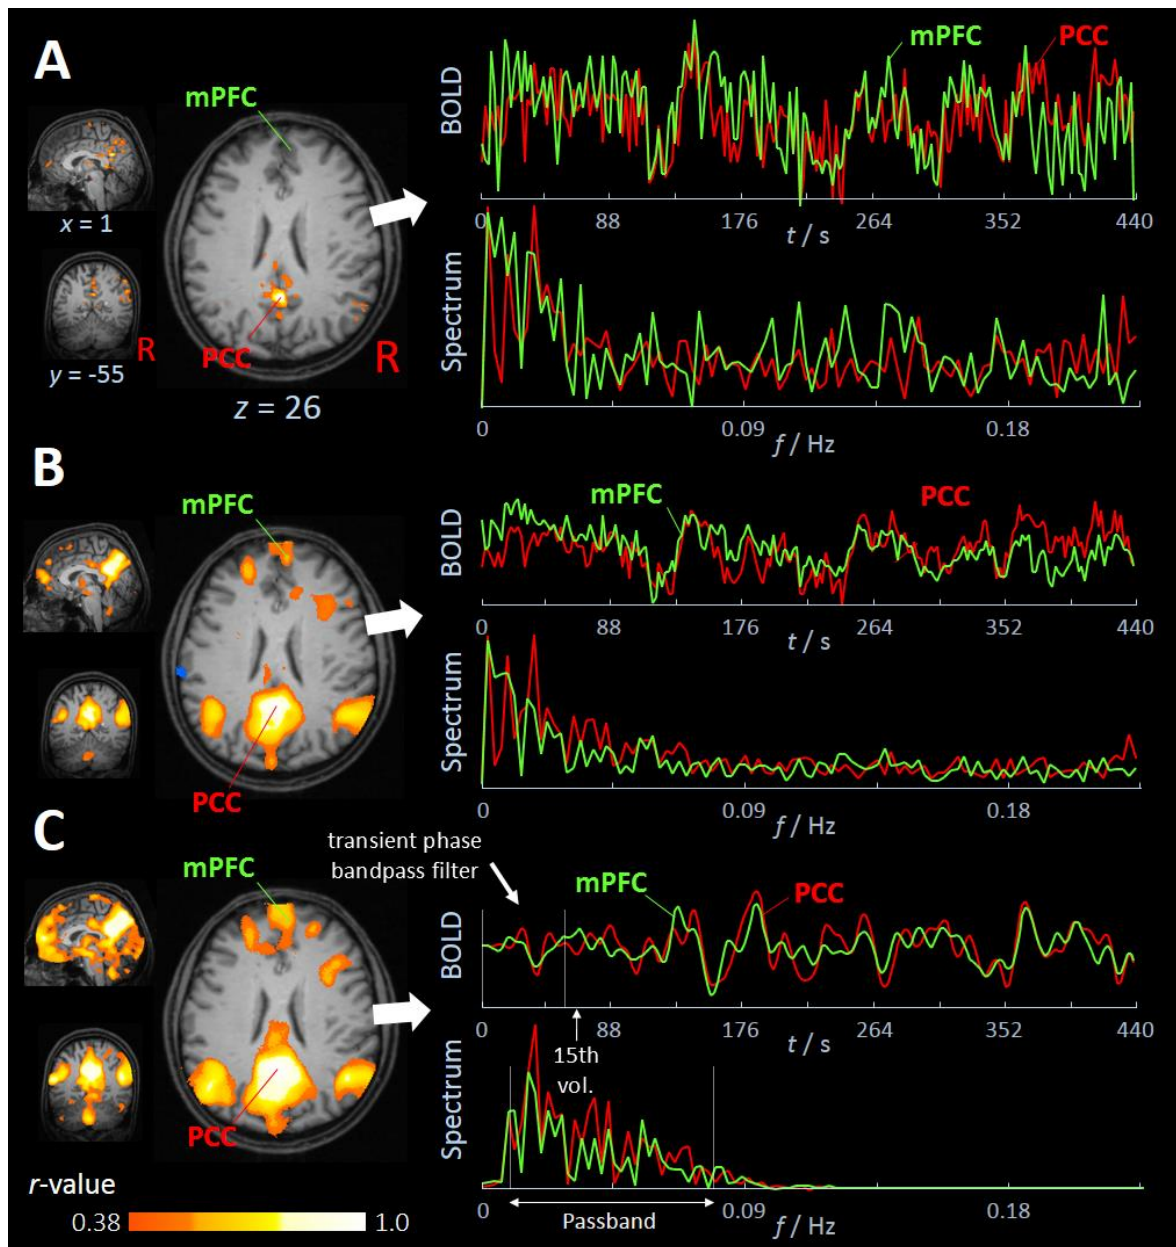 A
mPFC
mPFC
PCC
BOLD
0 88 176 264 352 440
t / s
x = 1
R
y = -55
PCC
R
z = 26
Spectrum
0 0.09 0.18
f / Hz
B
mPFC
mPFC
PCC
BOLD
0 88 176 264 352 440
t / s
Spectrum
PCC
0 0.09 0.18
f / Hz
C
transient phase
bandpass filter
mPFC
mPFC
PCC
BOLD
0 88 176 264 352 440
t / s
15th
vol.
PCC
Spectrum
Passband
0 0.09 0.18
f / Hz
r-value
0.38 1.0